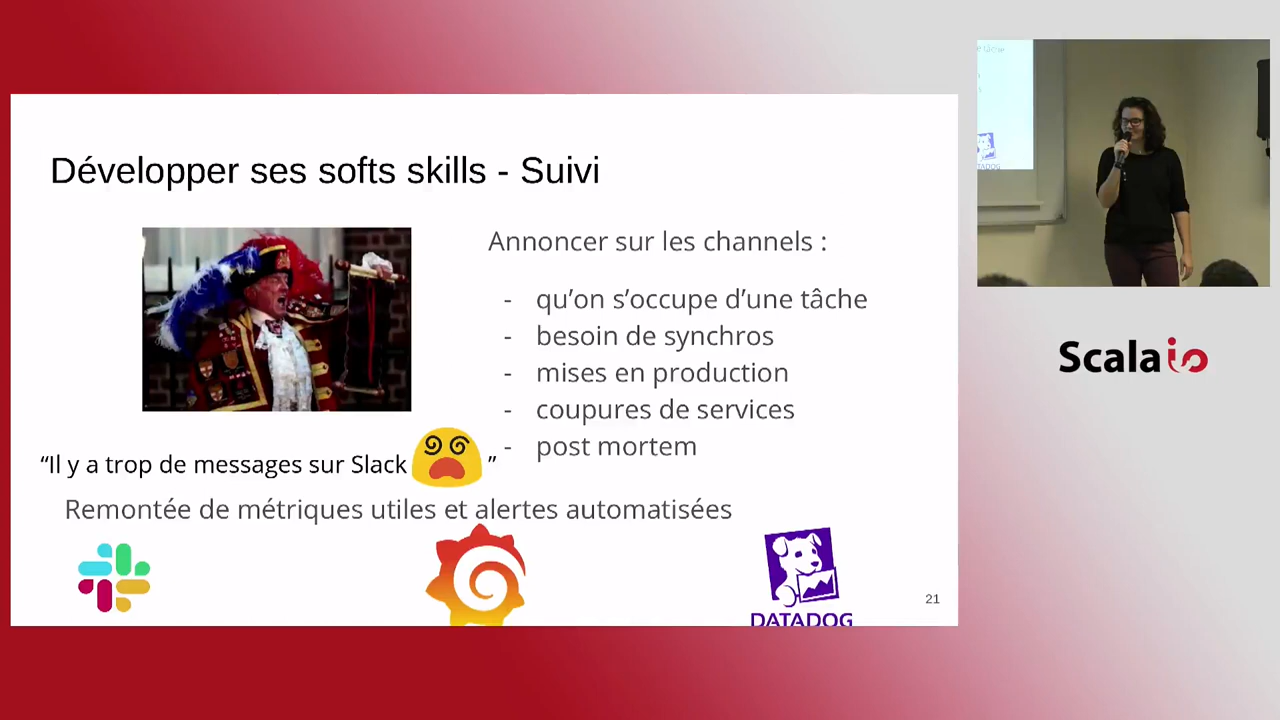 Développer ses softs skills - Suivi
Annoncer sur les channels :
- qu’on s’occupe d’une tâche
- besoin de synchros
- mises en production
- coupures de services
- post mortem
“Il y a trop de messages sur Slack ”
Remontée de métriques utiles et alertes automatisées
DATADOG
21
Scala io